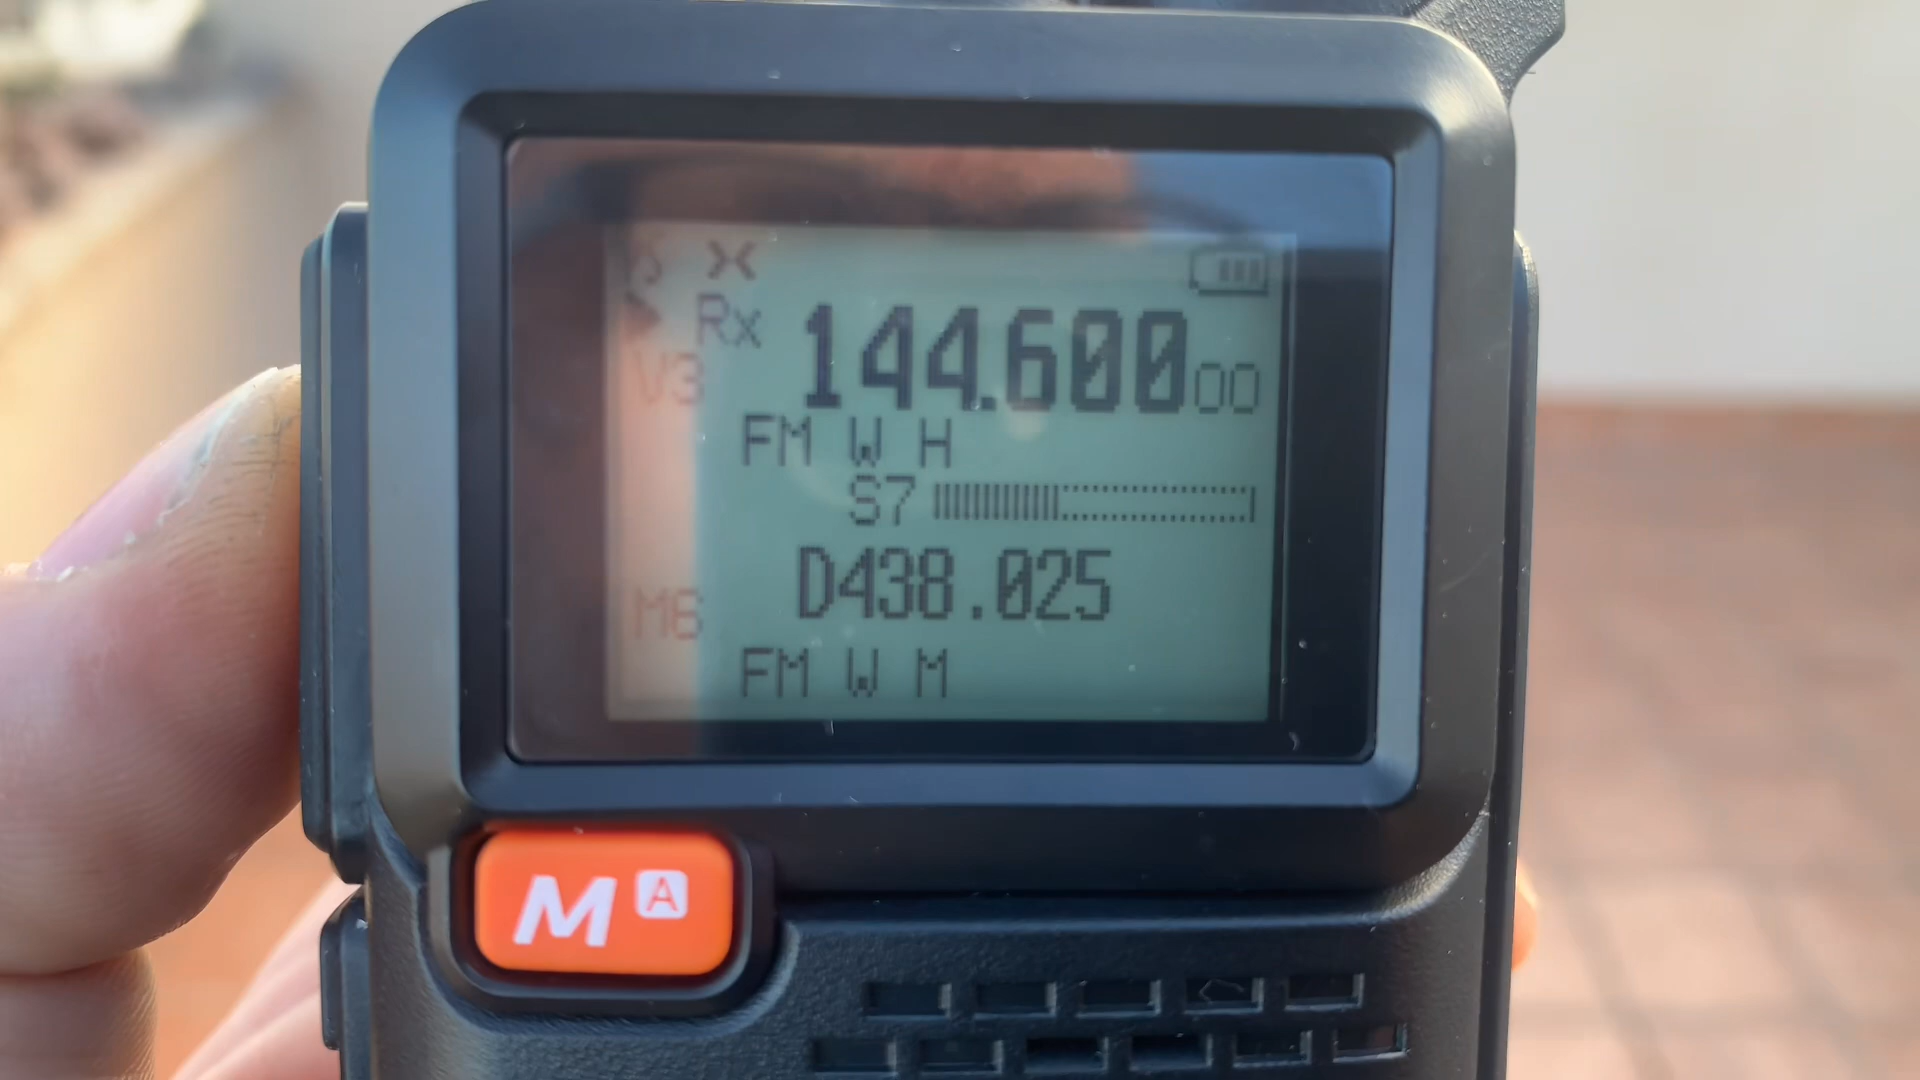 Rx 144.60000
V3
FM W H
S7
D438.025
M6
FM W M
M A